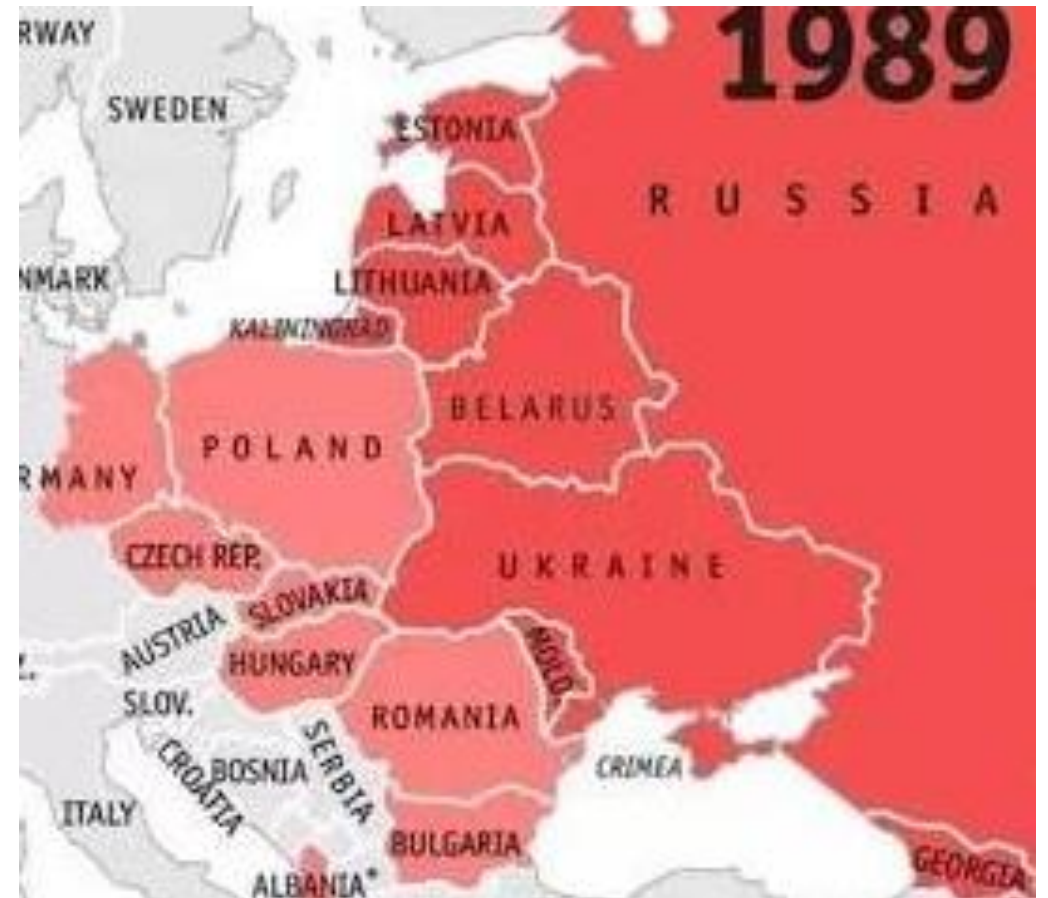 RWAY
1989
SWEDEN
ESTONIA
RUSSIA
LATVIA
NMARK
LITHUANIA
KALININGRAD
BELARUS
POLAND
RMANY
CZECH REP.
UKRAINE
SLOVAKIA
AUSTRIA
HUNGARY
MOLD.
Z.
SLOV.
ROMANIA
SERBIA
CROATIA
BOSNIA
CRIMEA
ITALY
BULGARIA
GEORGIA
ALBANIA*